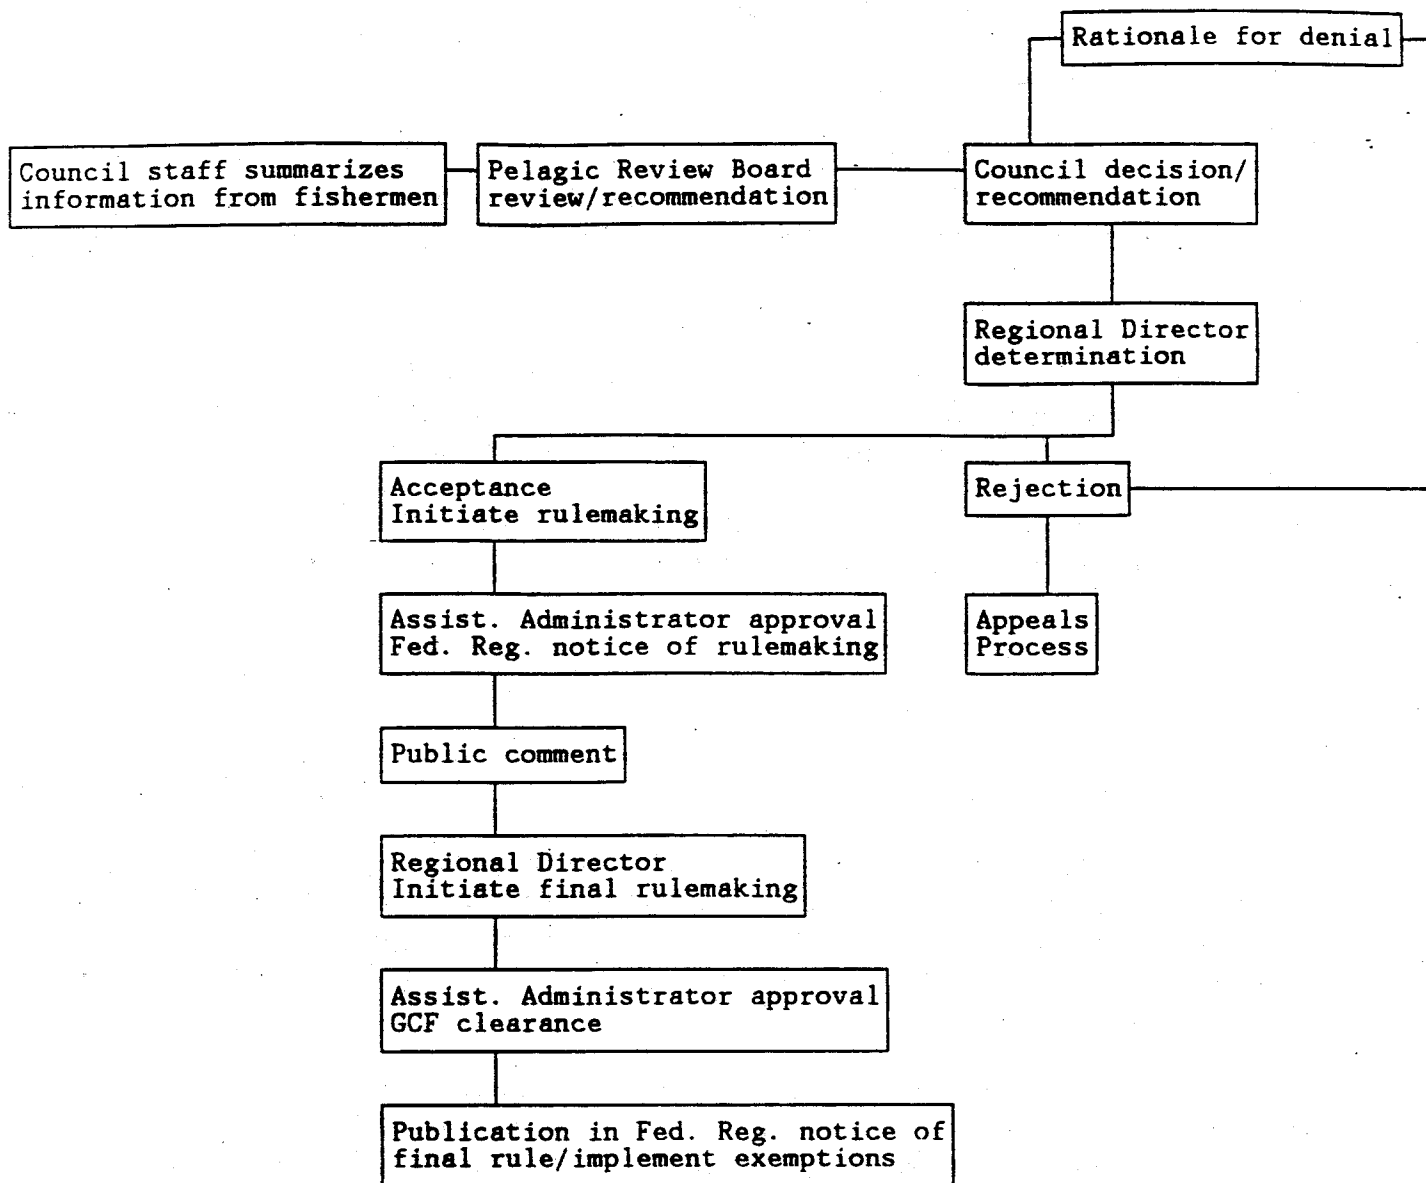 Rationale for denial
Council staff summarizes
information from fishermen
Pelagic Review Board
review/recommendation
Council decision/
recommendation
Regional Director
determination
Acceptance
Initiate rulemaking
Rejection
Assist. Administrator approval
Fed. Reg. notice of rulemaking
Appeals
Process
Public comment
Regional Director
Initiate final rulemaking
Assist. Administrator approval
GCF clearance
Publication in Fed. Reg. notice of
final rule/implement exemptions